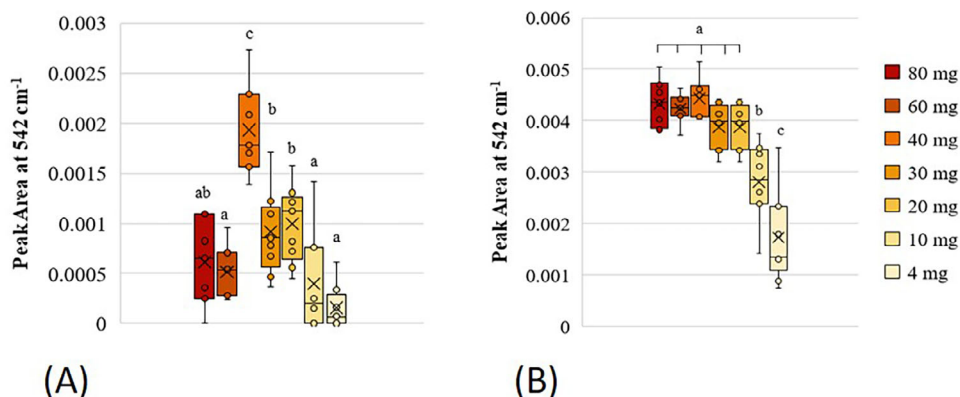 0.003
0.0025
0.002
0.0015
0.001
0.0005
0
Peak Area at 542 cm-1
ab
a
c
b
b
a
a
(A)
0.006
0.005
0.004
0.003
0.002
0.001
0
Peak Area at 542 cm-1
a
b
c
(B)
80 mg
60 mg
40 mg
30 mg
20 mg
10 mg
4 mg